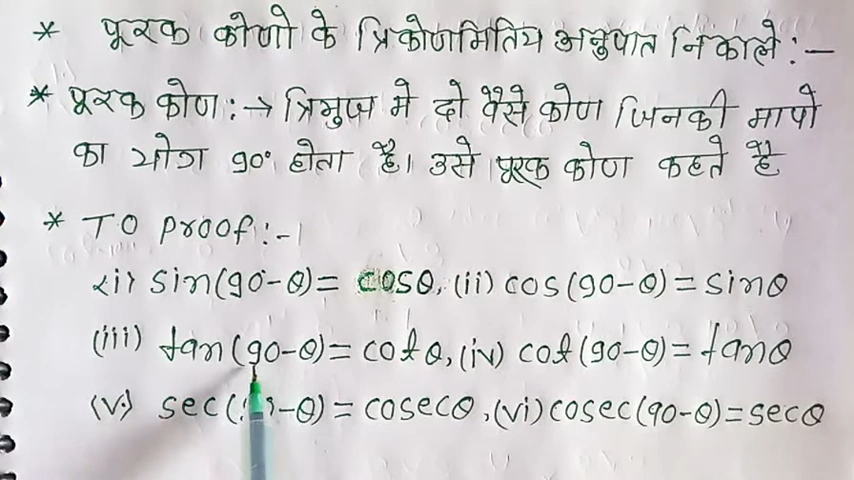 * पूरक कोणो के त्रिकोणमितिय अनुपात निकाले :-
* पूरक कोण :→ त्रिभुज मे दो वैसे कोण जिनकी मापो
का योग 90° होता है। उसे पूरक कोण कहते है
* TO Proof :-
(i) sin(90-θ) = cosθ, (ii) cos(90-θ) = sinθ
(iii) tan(90-θ) = cotθ, (iv) cot(90-θ) = tanθ
(v) sec( -θ) = cosecθ, (vi) cosec(90-θ) = secθ